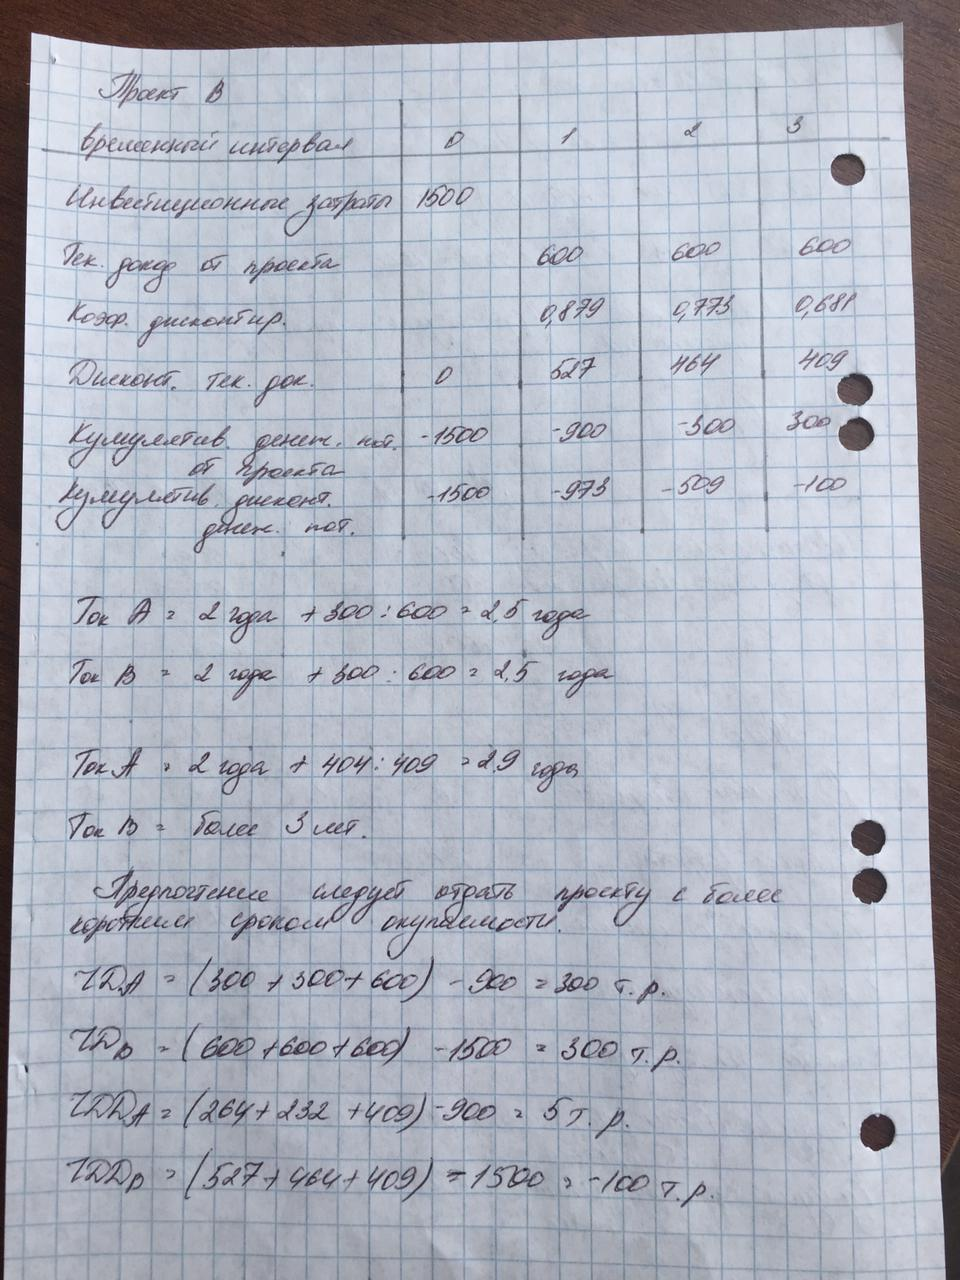 Проект В
временный интервал 0 1 2 3
Инвестиционные затраты 1500
Тек. доход от проекта 600 600 600
Коэф. дисконтир. 0,879 0,773 0,681
Дисконт. тек. док. 0 527 464 409
Кумулятив. денеж. пот. -1500 -900 -300 300
от проекта
Кумулятив. дисконт. -1500 -973 -509 -100
денеж. пот.
Ток А = 2 года + 300 : 600 = 2,5 года
Ток В = 2 года + 300 : 600 = 2,5 года
Ток А = 2 года + 404 : 409 = 2,9 года
Ток В = более 3 лет.
Предпочтение следует отдать проекту с более
коротким сроком окупаемости.
ЧДА = (300 + 300 + 600) - 900 = 300 т.р.
ЧДВ = (600 + 600 + 600) - 1500 = 300 т.р.
ЧДДА = (264 + 232 + 409) - 900 = 5 т.р.
ЧДДВ = (527 + 464 + 409) - 1500 = -100 т.р.